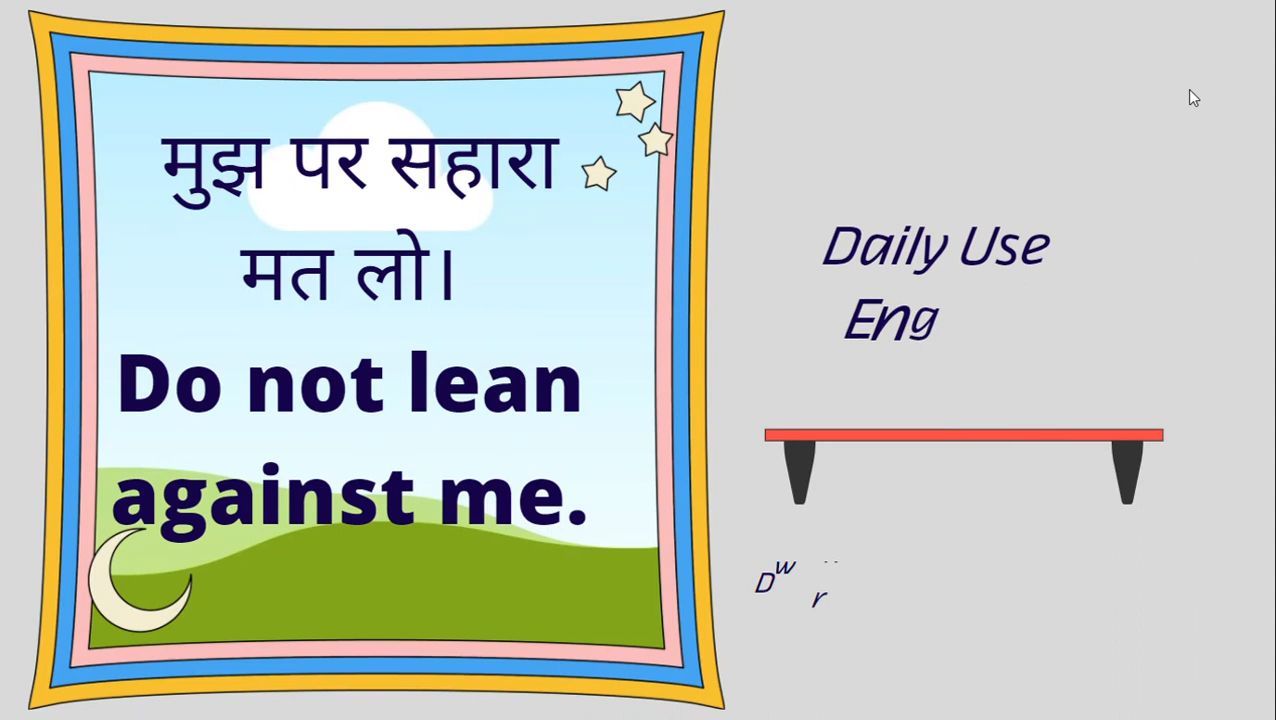 मुझ पर सहारा
मत लो।
Do not lean
against me.
Daily Use
Eng